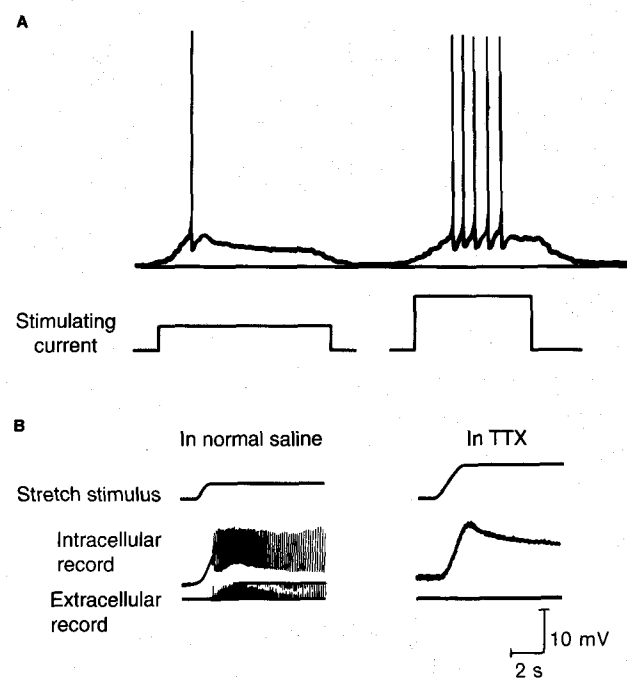 A
Stimulating
current
B
In normal saline
In TTX
Stretch stimulus
Intracellular
record
Extracellular
record
10 mV
2 s